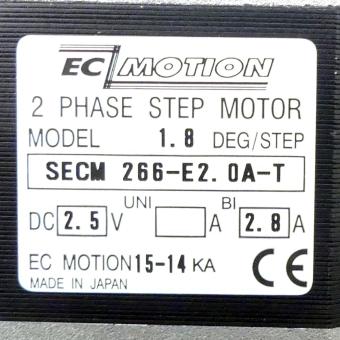 EC MOTION
2 PHASE STEP MOTOR
MODEL 1.8 DEG/STEP
SECM 266-E2.0A-T
UNI BI
DC 2.5 V A 2.8 A
EC MOTION 15-14 KA
MADE IN JAPAN CE